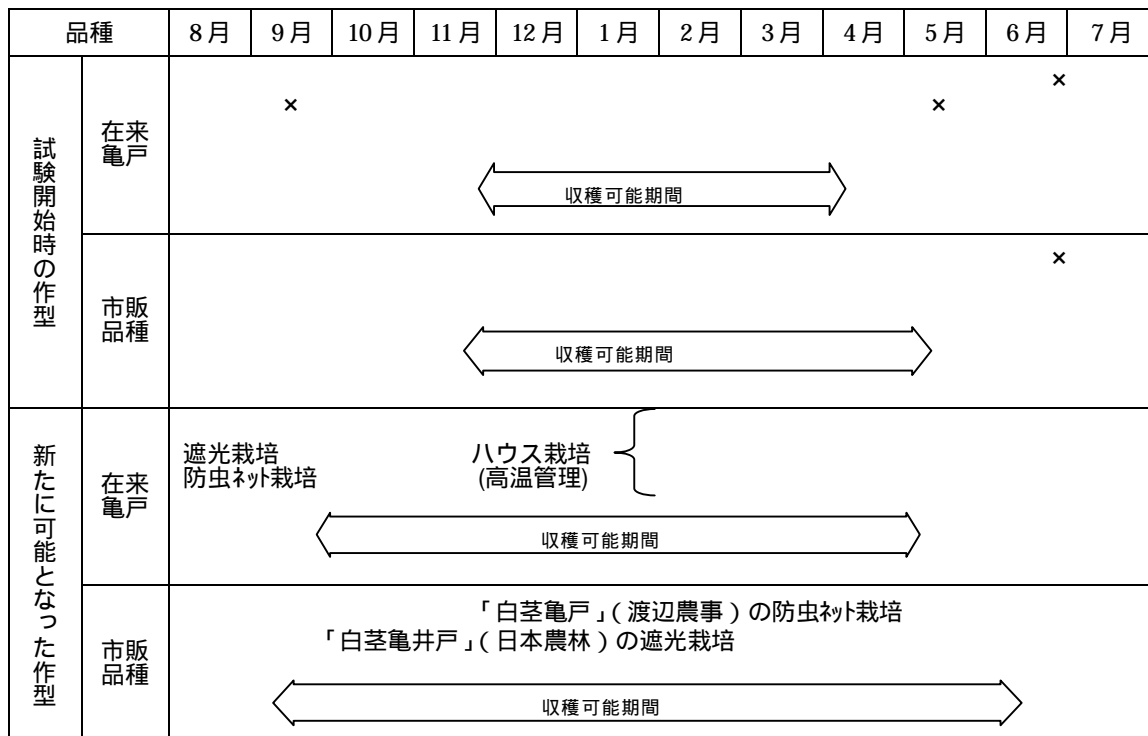 品種 8月 9月 10月 11月 12月 1月 2月 3月 4月 5月 6月 7月
試験開始時の作型
在来
亀戸
×
× ×
収穫可能期間
市販
品種
×
収穫可能期間
新たに可能となった作型
在来
亀戸
遮光栽培
防虫ネット栽培
ハウス栽培
(高温管理)
収穫可能期間
市販
品種
「白茎亀戸」(渡辺農事)の防虫ネット栽培
「白茎亀井戸」(日本農林)の遮光栽培
収穫可能期間